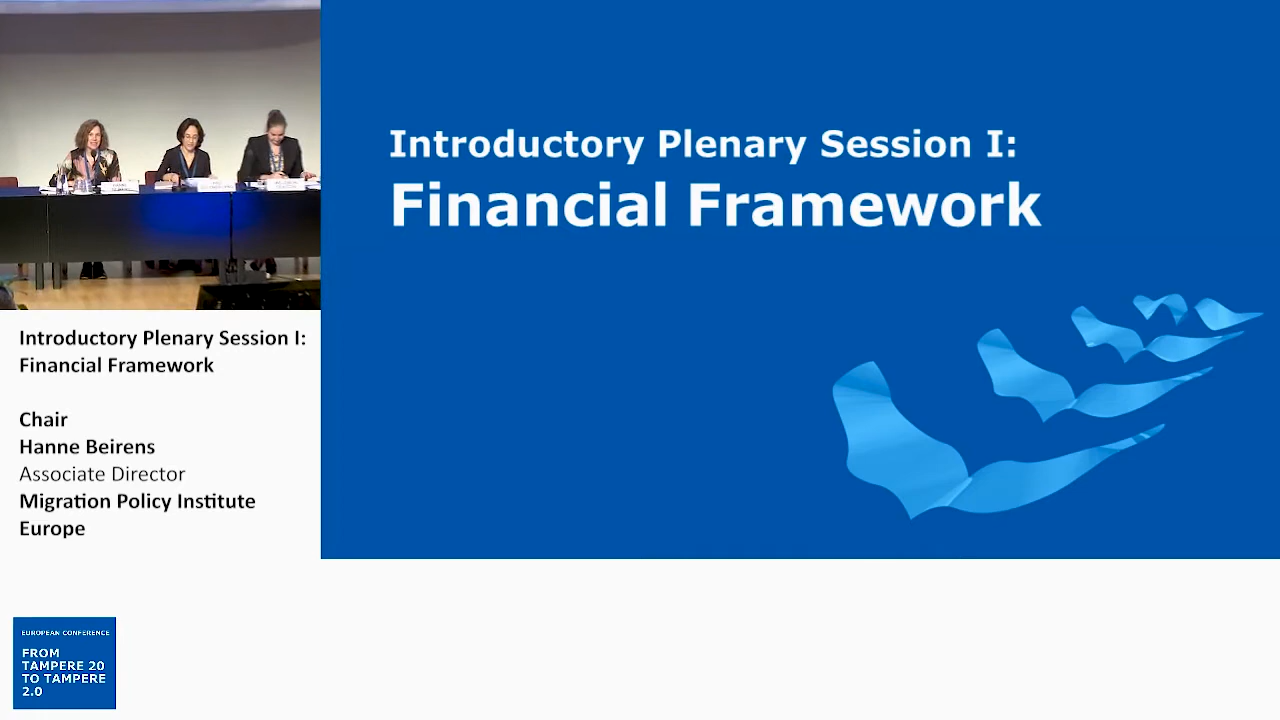 Introductory Plenary Session I:
Financial Framework
Introductory Plenary Session I:
Financial Framework
Chair
Hanne Beirens
Associate Director
Migration Policy Institute
Europe
EUROPEAN CONFERENCE
FROM
TAMPERE 20
TO TAMPERE
2.0